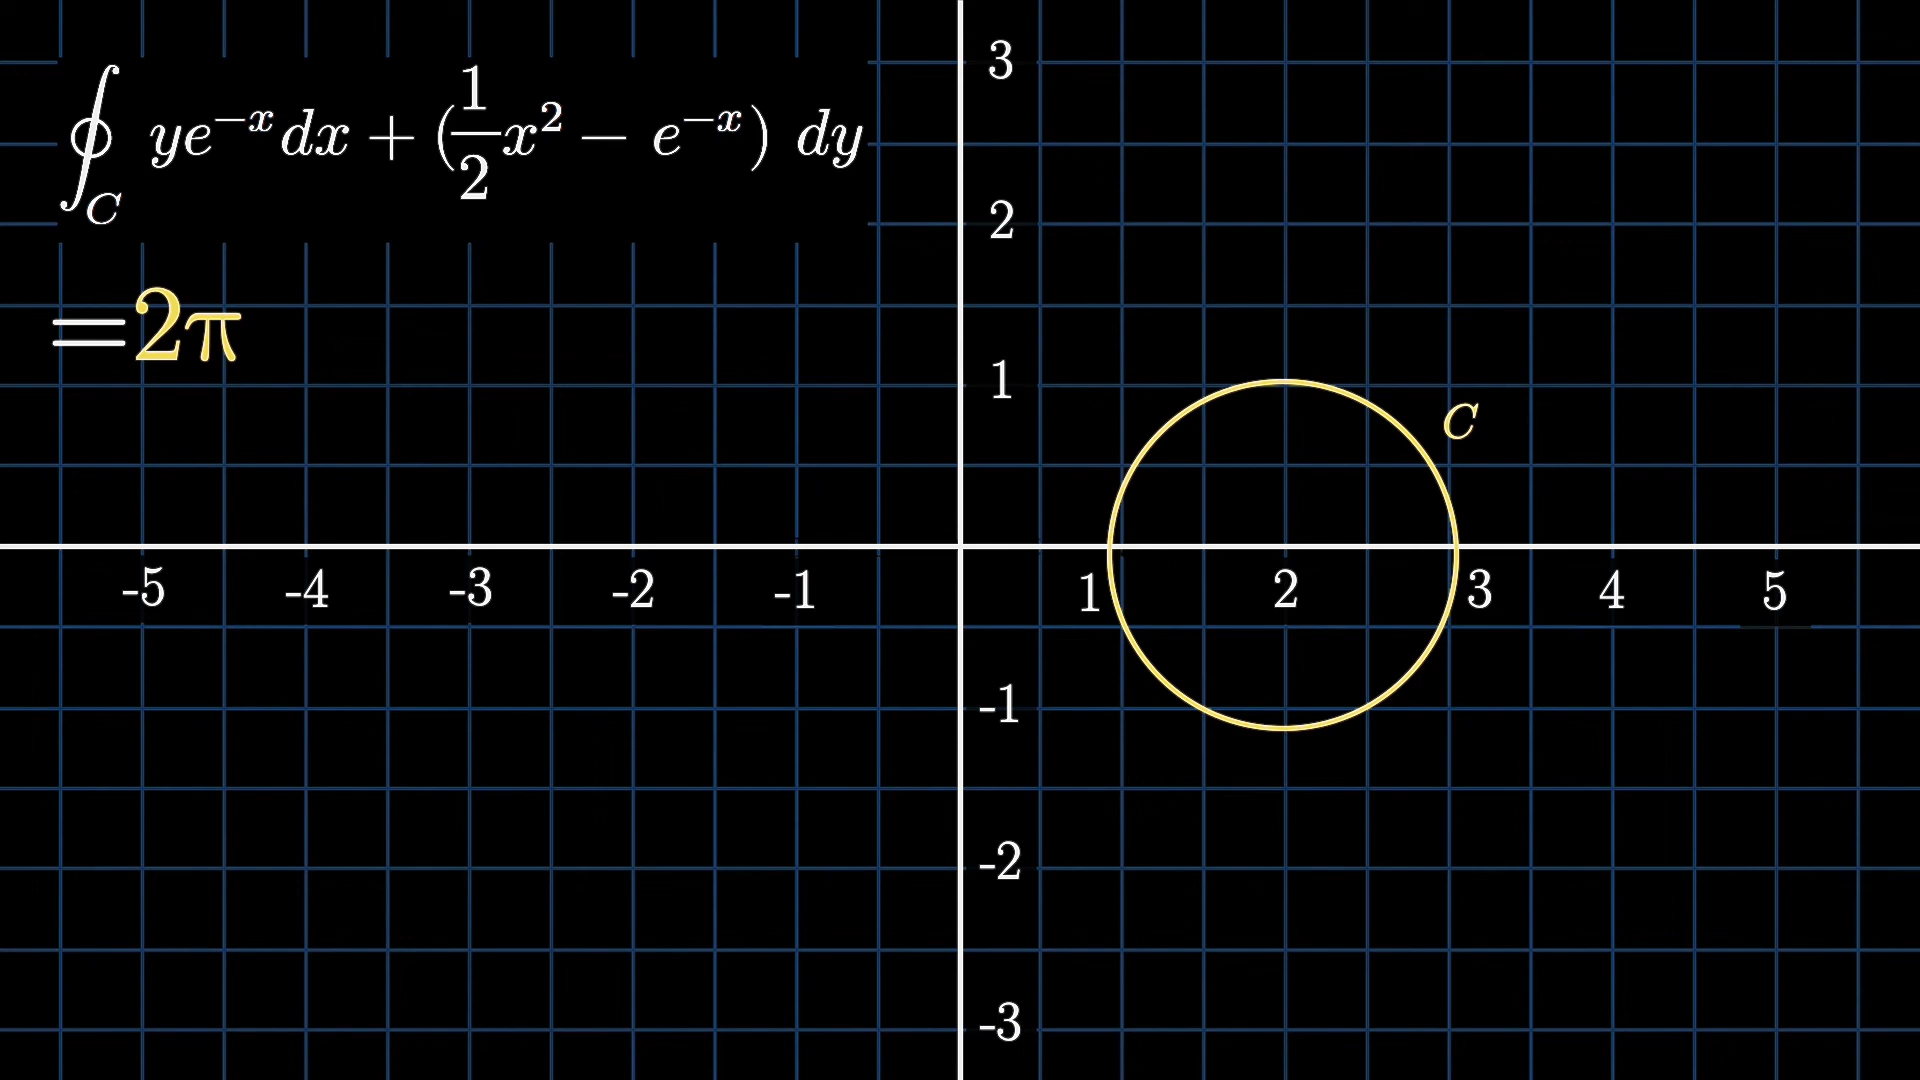 ∮_C ye^{-x}dx + (\frac{1}{2}x^2 - e^{-x}) dy
=2π
3
2
1
C
-5 -4 -3 -2 -1 1 2 3 4 5
-1
-2
-3